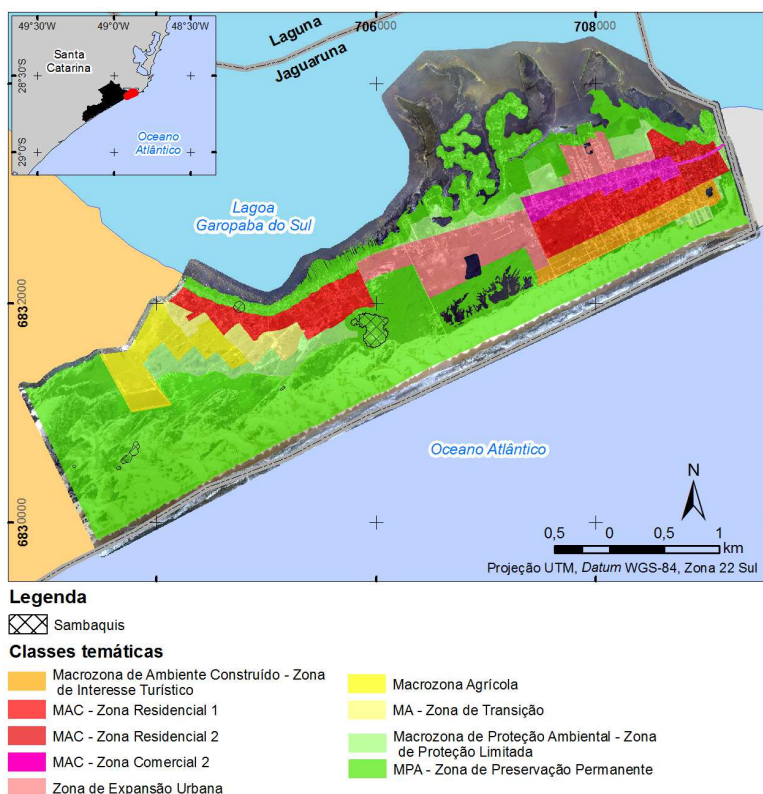 49°30'W 49°0'W 48°30'W
Santa
Catarina
28°30'S
29°0'S
Oceano
Atlântico
706000
708000
Laguna
Jaguaruna
Lagoa
Garopaba do Sul
6832000
6830000
Oceano Atlântico
N
0,5 0 0,5 1
km
Projeção UTM, Datum WGS-84, Zona 22 Sul
Legenda
Sambaquis
Classes temáticas
Macrozona de Ambiente Construído - Zona
de Interesse Turístico
MAC - Zona Residencial 1
MAC - Zona Residencial 2
MAC - Zona Comercial 2
Zona de Expansão Urbana
Macrozona Agrícola
MA - Zona de Transição
Macrozona de Proteção Ambiental - Zona
de Proteção Limitada
MPA - Zona de Preservação Permanente